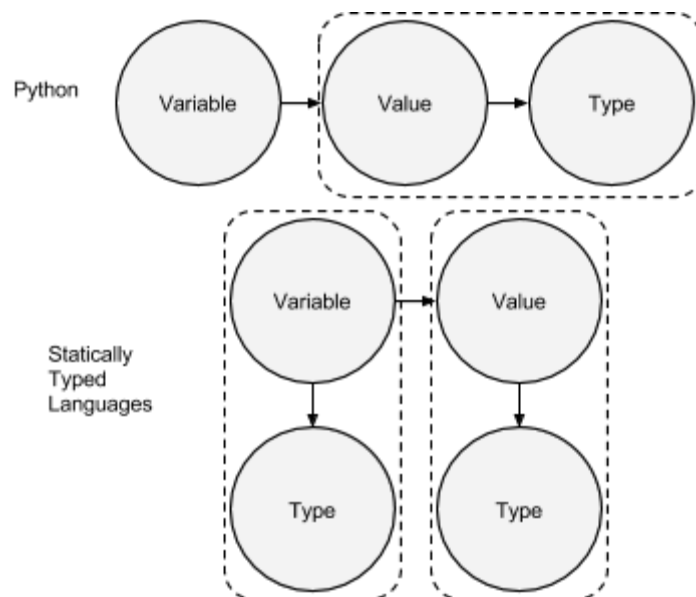 Python
Variable
Value
Type
Statically
Typed
Languages
Variable
Value
Type
Type